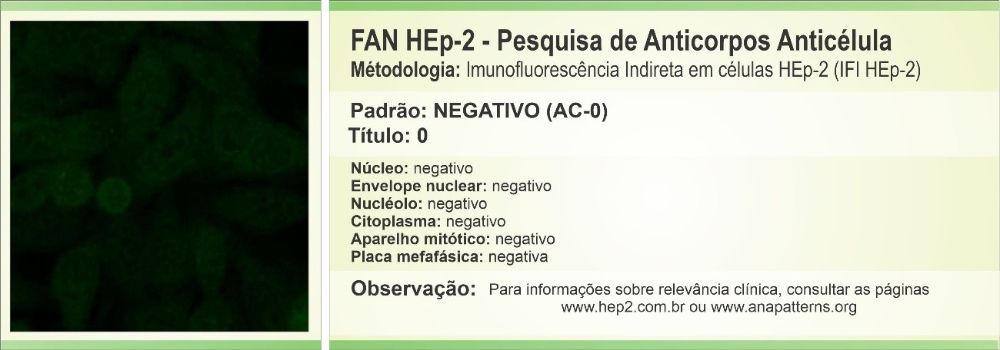 FAN HEp-2 - Pesquisa de Anticorpos Anticélula
Métodologia: Imunofluorescência Indireta em células HEp-2 (IFI HEp-2)
Padrão: NEGATIVO (AC-0)
Título: 0
Núcleo: negativo
Envelope nuclear: negativo
Nucléolo: negativo
Citoplasma: negativo
Aparelho mitótico: negativo
Placa mefafásica: negativa
Observação: Para informações sobre relevância clínica, consultar as páginas
www.hep2.com.br ou www.anapatterns.org